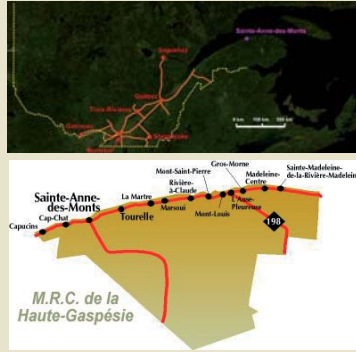 Sainte-Anne-des-Monts
Saguenay
Québec
Trois-Rivières
Gatineau
Sherbrooke
Montréal
Gros-Morne
Mont-Saint-Pierre
Madeleine-
Centre
Sainte-Madeleine-
de-la-Rivière-Madeleine
Rivière-
à-Claude
Sainte-Anne-
des-Monts
La Martre
Cap-Chat
Capucins
Tourelle
Marsoui
Mont-Louis
L'Anse-
Pleureuse
198
M.R.C. de la
Haute-Gaspésie